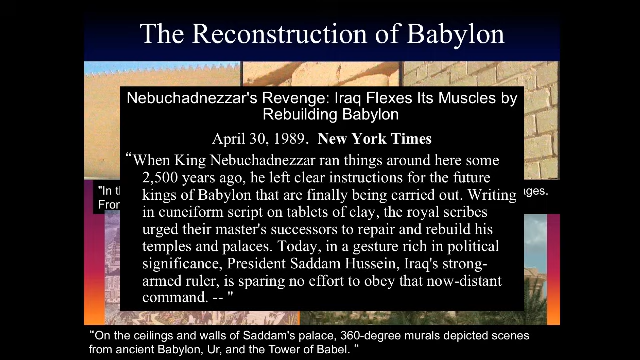 The Reconstruction of Babylon
Nebuchadnezzar's Revenge: Iraq Flexes Its Muscles by
Rebuilding Babylon
April 30, 1989. New York Times
“When King Nebuchadnezzar ran things around here some
2,500 years ago, he left clear instructions for the future
kings of Babylon that are finally being carried out. Writing
in cuneiform script on tablets of clay, the royal scribes
urged their master's successors to repair and rebuild his
temples and palaces. Today, in a gesture rich in political
significance, President Saddam Hussein, Iraq's strong-
armed ruler, is sparing no effort to obey that now-distant
command. -- "
"In
“On the ceilings and walls of Saddam's palace, 360-degree murals depicted scenes
from ancient Babylon, Ur, and the Tower of Babel. ”